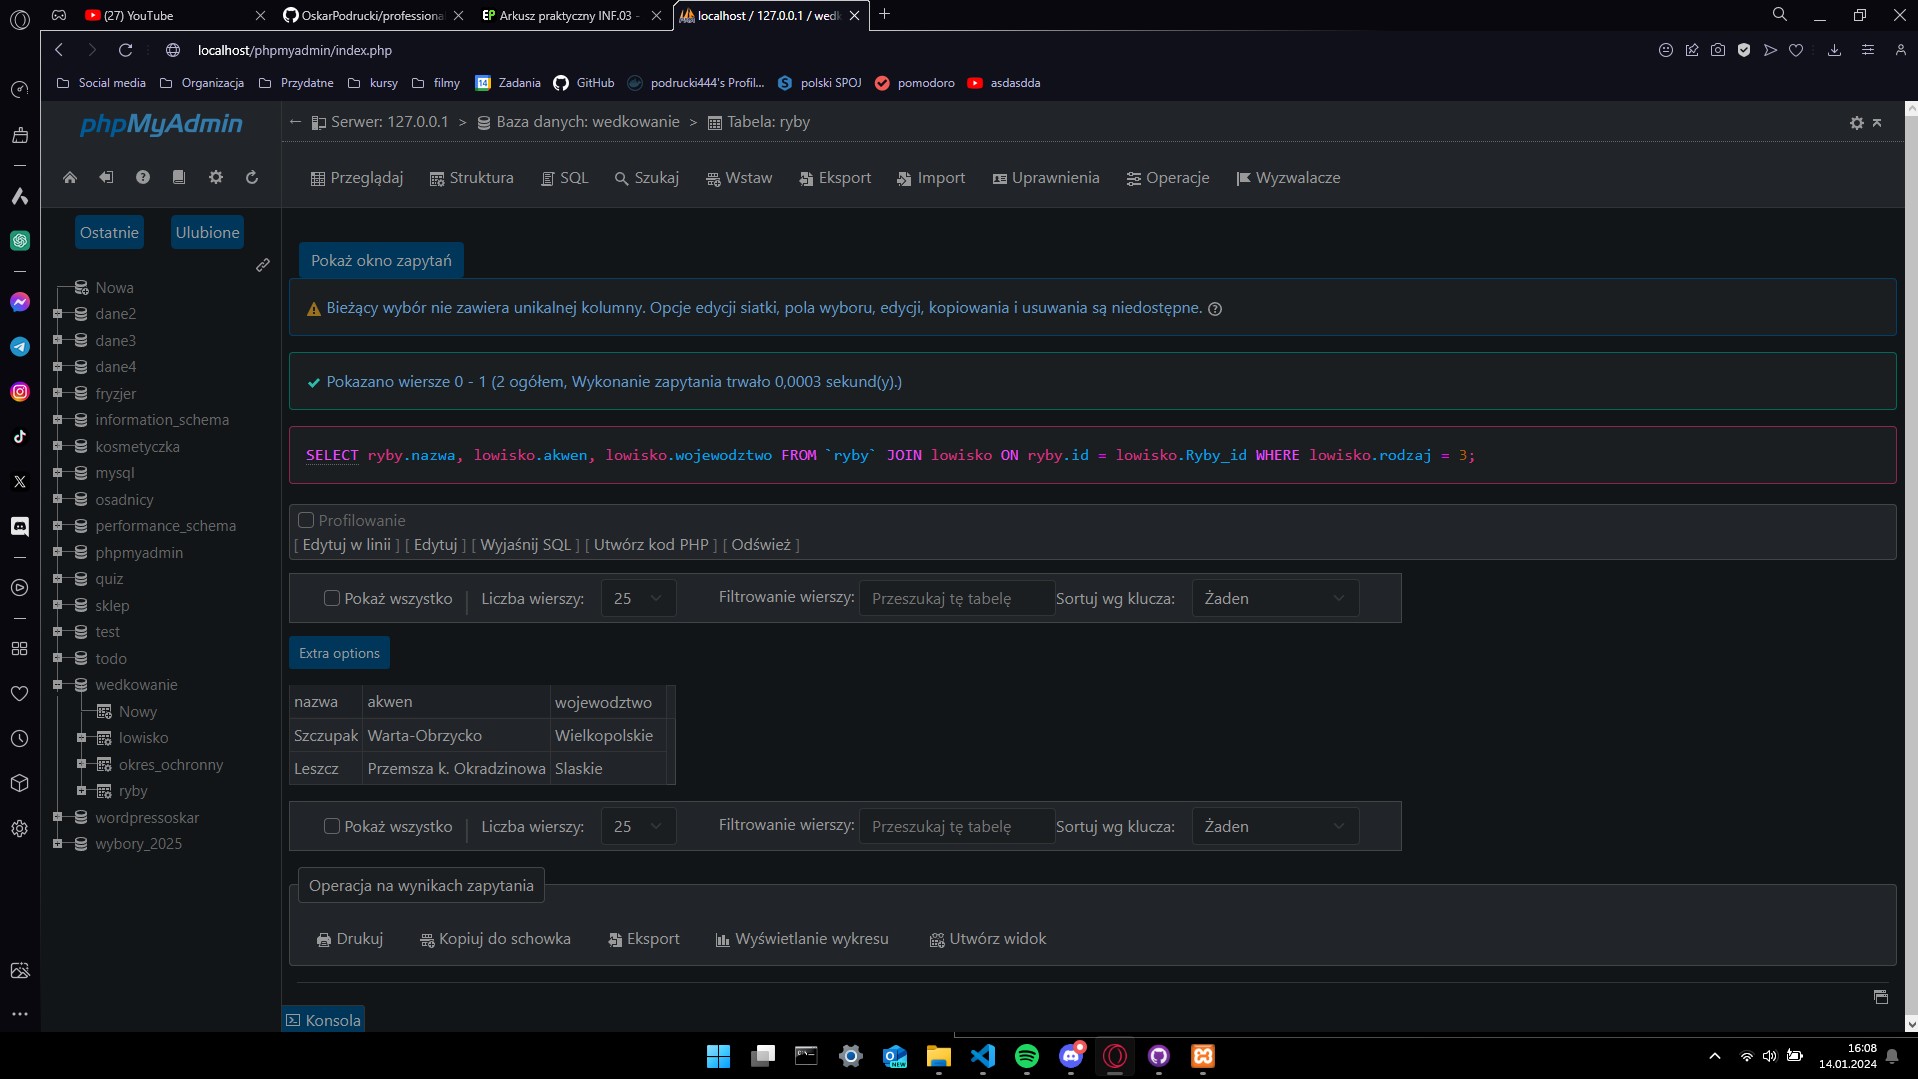 (27) YouTube
OskarPodrucki/professiona
EP Arkusz praktyczny INF.03 -
localhost / 127.0.0.1 / wedk
localhost/phpmyadmin/index.php
Social media
Organizacja
Przydatne
kursy
filmy
14 Zadania
GitHub
podrucki444's Profil...
polski SPOJ
pomodoro
asdasdda
phpMyAdmin
Serwer: 127.0.0.1 > Baza danych: wedkowanie > Tabela: ryby
Przeglądaj
Struktura
SQL
Szukaj
Wstaw
Eksport
Import
Uprawnienia
Operacje
Wyzwalacze
Ostatnie
Ulubione
Nowa
dane2
dane3
dane4
fryzjer
information_schema
kosmetyczka
mysql
osadnicy
performance_schema
phpmyadmin
quiz
sklep
test
todo
wedkowanie
Nowy
lowisko
okres_ochronny
ryby
wordpressoskar
wybory_2025
Pokaż okno zapytań
Bieżący wybór nie zawiera unikalnej kolumny. Opcje edycji siatki, pola wyboru, edycji, kopiowania i usuwania są niedostępne.
Pokazano wiersze 0 - 1 (2 ogółem, Wykonanie zapytania trwało 0,0003 sekund(y).)
SELECT ryby.nazwa, lowisko.akwen, lowisko.wojewodztwo FROM `ryby` JOIN lowisko ON ryby.id = lowisko.Ryby_id WHERE lowisko.rodzaj = 3;
Profilowanie
[ Edytuj w linii ] [ Edytuj ] [ Wyjaśnij SQL ] [ Utwórz kod PHP ] [ Odśwież ]
Pokaż wszystko | Liczba wierszy: 25 Filtrowanie wierszy: Przeszukaj tę tabelę Sortuj wg klucza: Żaden
Extra options
nazwa akwen wojewodztwo
Szczupak Warta-Obrzycko Wielkopolskie
Leszcz Przemsza k. Okradzinowa Slaskie
Pokaż wszystko | Liczba wierszy: 25 Filtrowanie wierszy: Przeszukaj tę tabelę Sortuj wg klucza: Żaden
Operacja na wynikach zapytania
Drukuj
Kopiuj do schowka
Eksport
Wyświetlanie wykresu
Utwórz widok
Konsola
NEW
16:08
14.01.2024